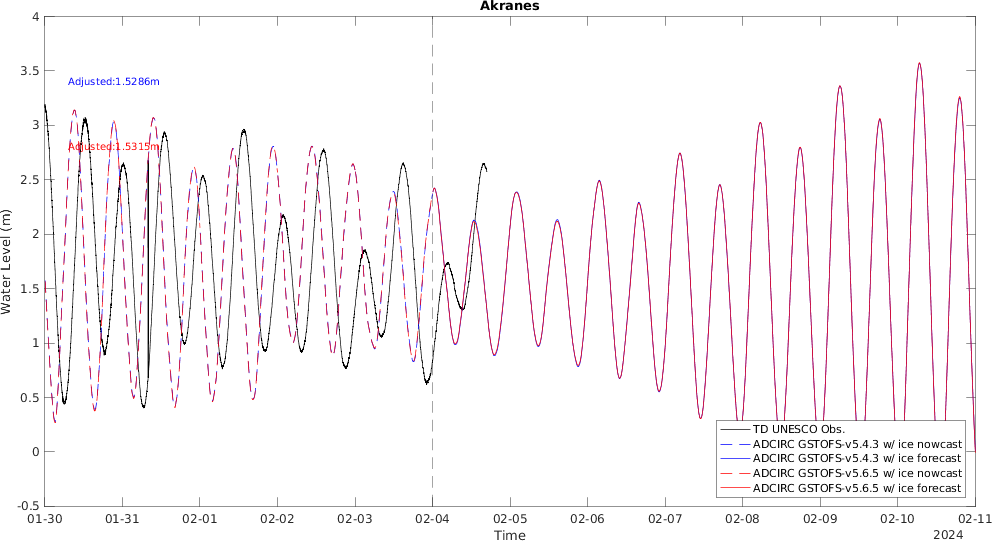 Akranes
4
3.5
3
2.5
2
1.5
1
0.5
0
-0.5
Water Level (m)
Adjusted:1.5286m
Adjusted:1.5315m
TD UNESCO Obs.
ADCIRC GSTOFS-v5.4.3 w/ ice nowcast
ADCIRC GSTOFS-v5.4.3 w/ ice forecast
ADCIRC GSTOFS-v5.6.5 w/ ice nowcast
ADCIRC GSTOFS-v5.6.5 w/ ice forecast
01-30 01-31 02-01 02-02 02-03 02-04 02-05 02-06 02-07 02-08 02-09 02-10 02-11
Time
2024